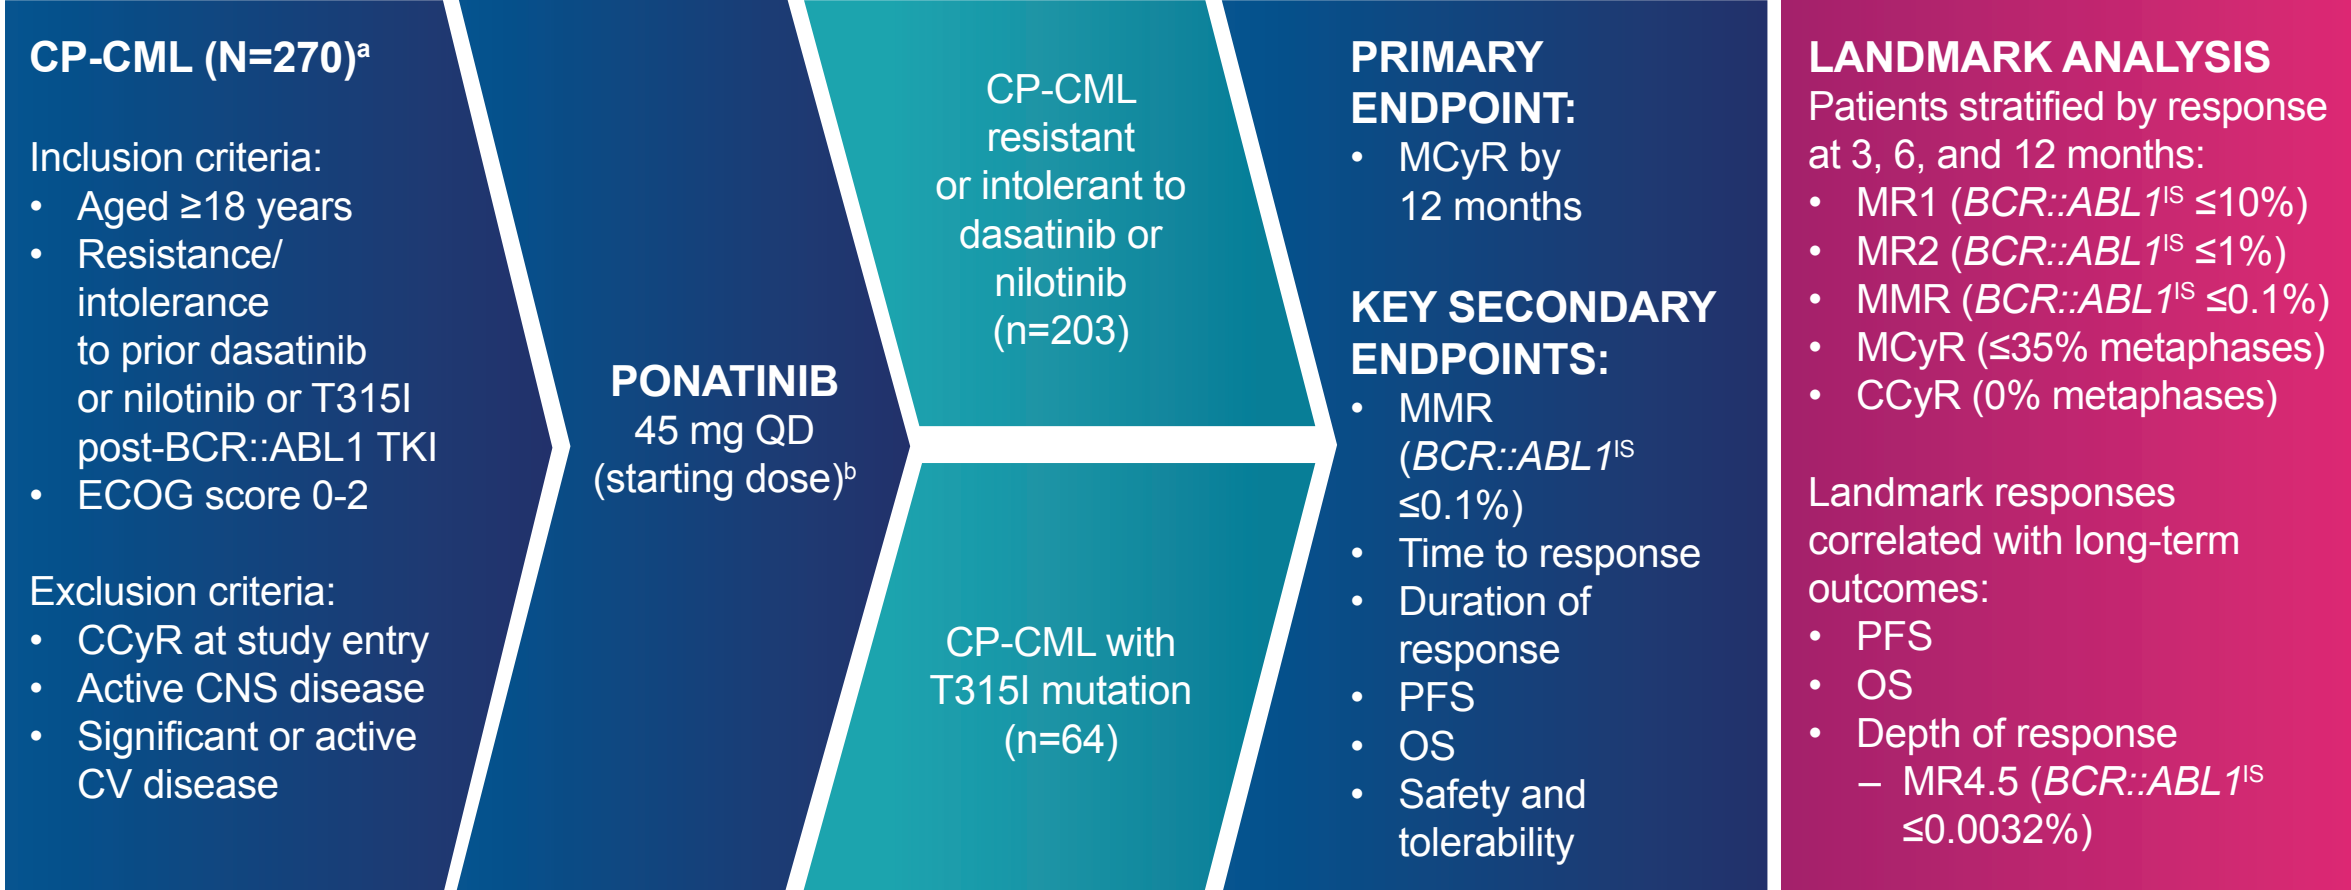 CP-CML (N=270)a
Inclusion criteria:
• Aged ≥18 years
• Resistance/
intolerance
to prior dasatinib
or nilotinib or T315I
post-BCR::ABL1 TKI
• ECOG score 0-2
Exclusion criteria:
• CCyR at study entry
• Active CNS disease
• Significant or active
CV disease
PONATINIB
45 mg QD
(starting dose)b
CP-CML
resistant
or intolerant to
dasatinib or
nilotinib
(n=203)
CP-CML with
T315I mutation
(n=64)
PRIMARY
ENDPOINT:
• MCyR by
12 months
KEY SECONDARY
ENDPOINTS:
• MMR
(BCR::ABL1IS
≤0.1%)
• Time to response
• Duration of
response
• PFS
• OS
• Safety and
tolerability
LANDMARK ANALYSIS
Patients stratified by response
at 3, 6, and 12 months:
• MR1 (BCR::ABL1IS ≤10%)
• MR2 (BCR::ABL1IS ≤1%)
• MMR (BCR::ABL1IS ≤0.1%)
• MCyR (≤35% metaphases)
• CCyR (0% metaphases)
Landmark responses
correlated with long-term
outcomes:
• PFS
• OS
• Depth of response
– MR4.5 (BCR::ABL1IS
≤0.0032%)